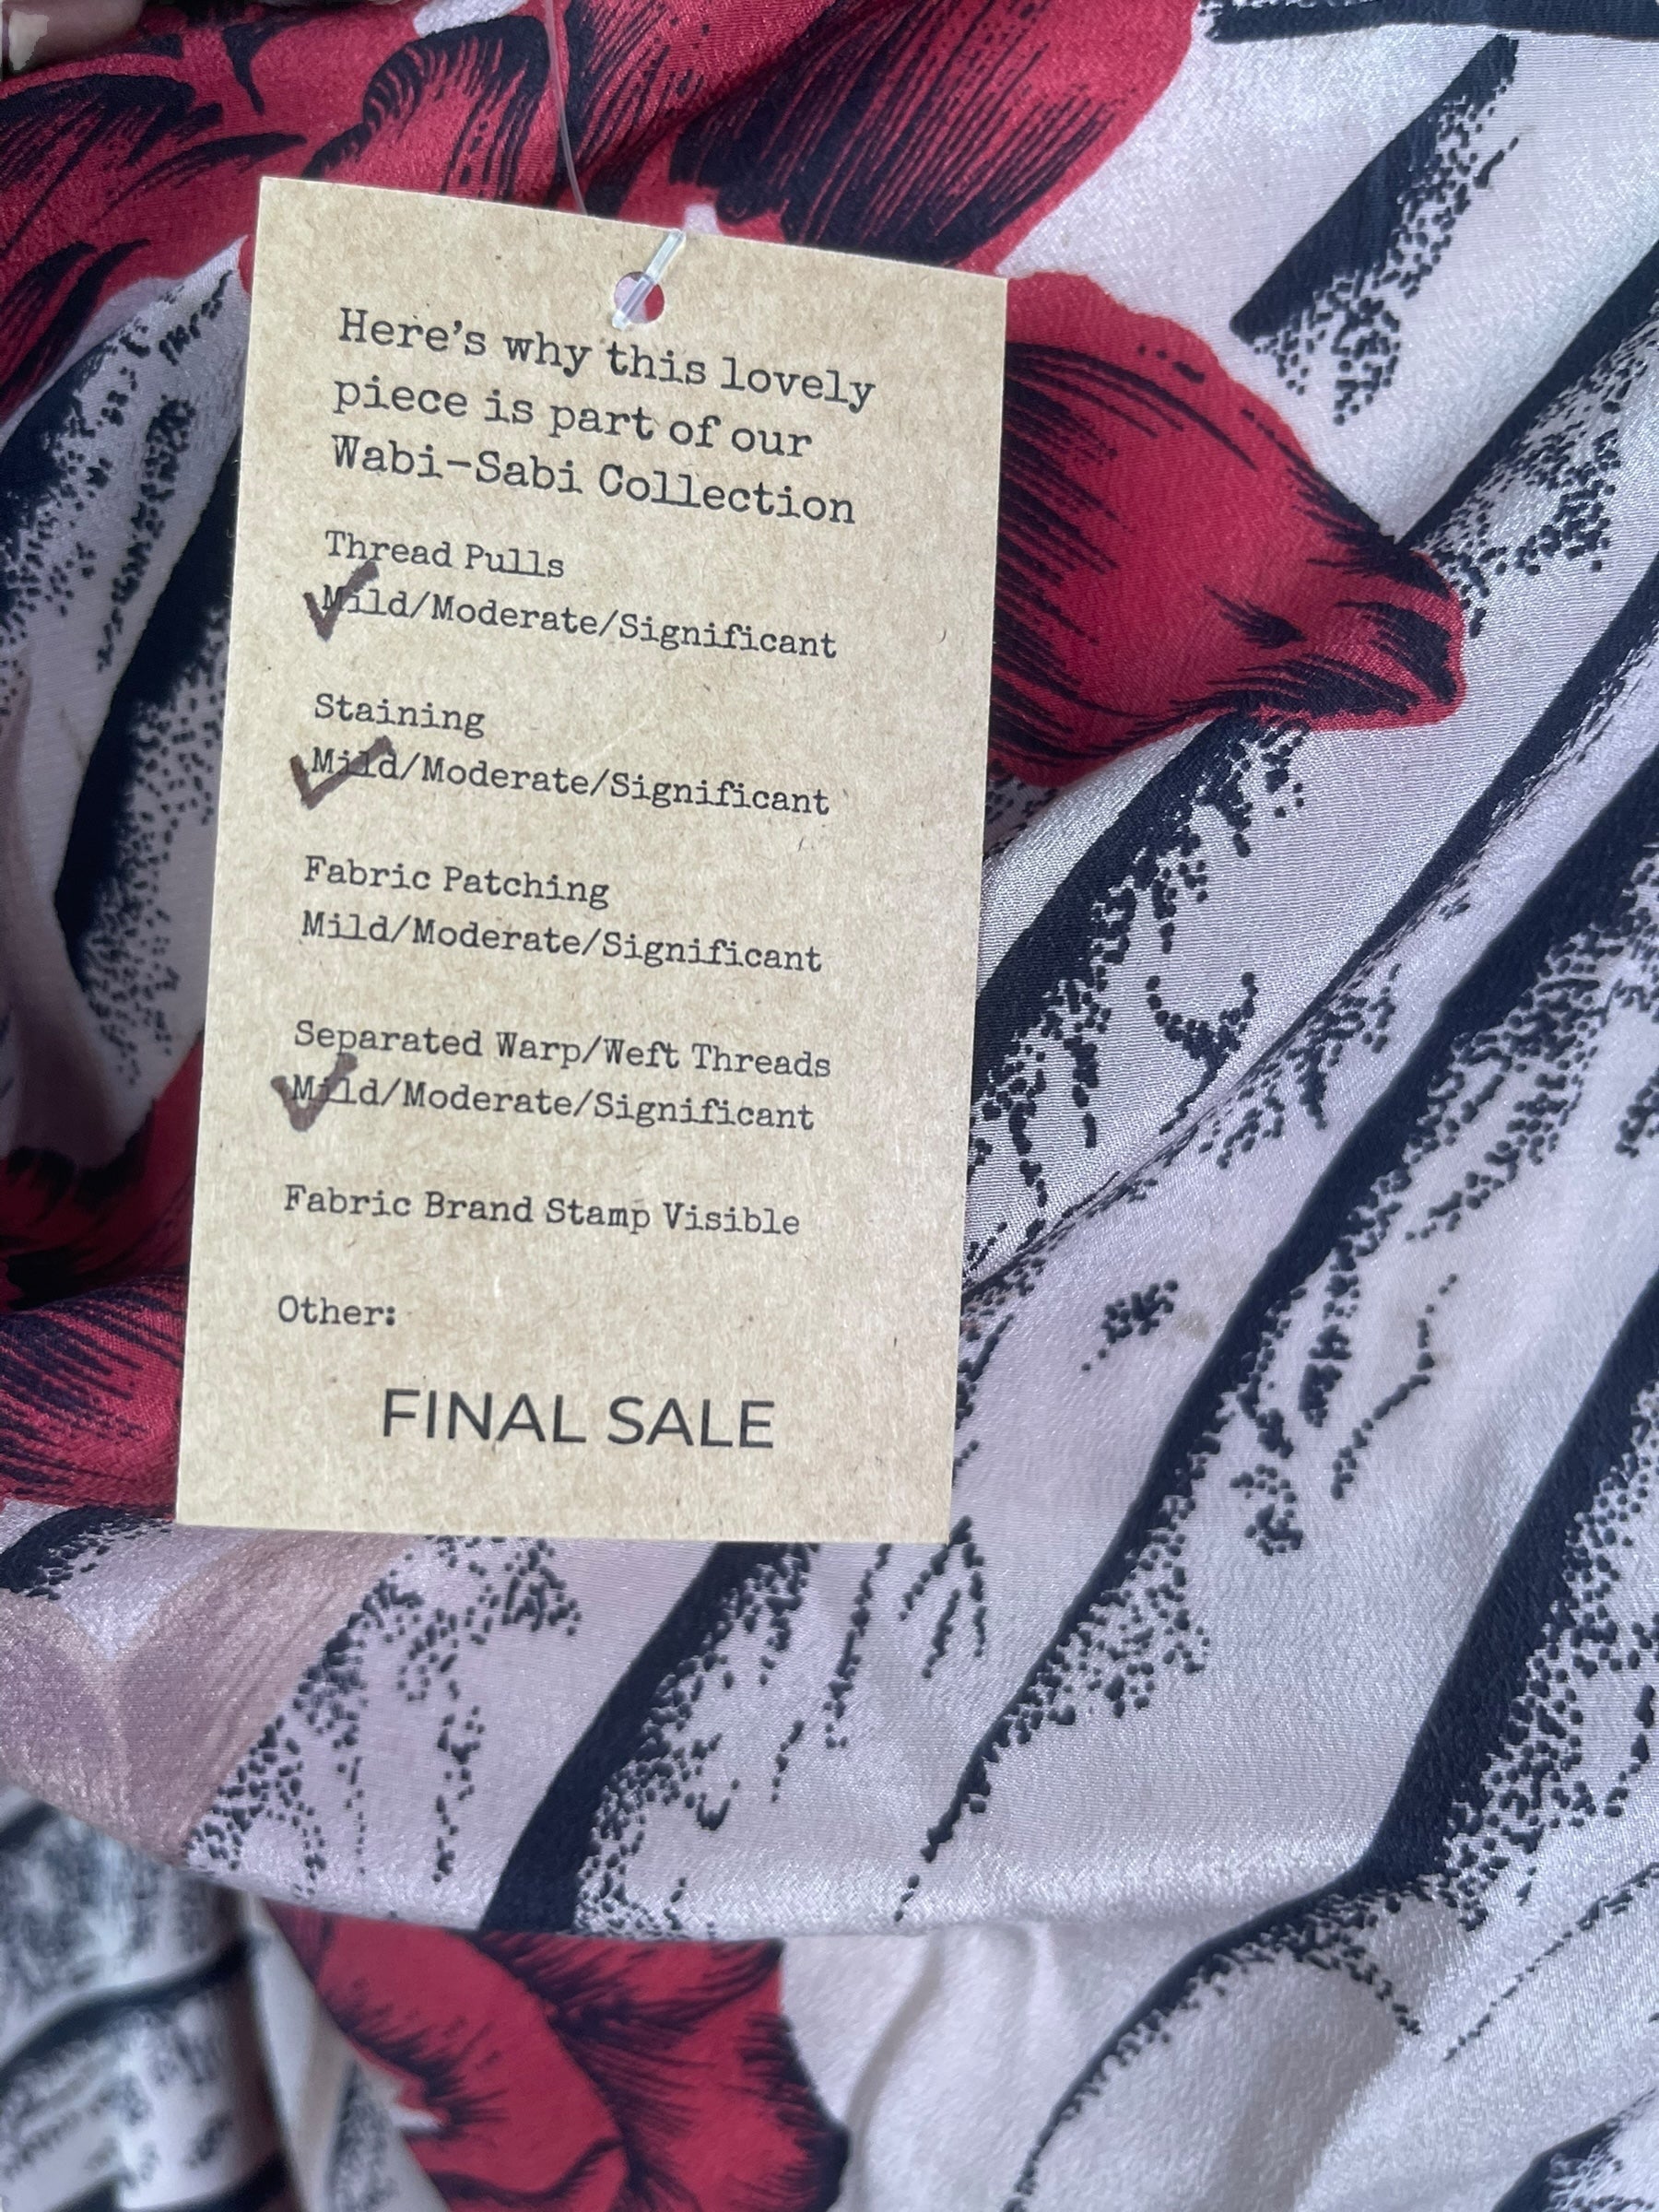 Here's why this lovely
piece is part of our
Wabi-Sabi Collection
Thread Pulls
Mild/Moderate/Significant
Staining
Mild/Moderate/Significant
Fabric Patching
Mild/Moderate/Significant
Separated Warp/Weft Threads
Mild/Moderate/Significant
Fabric Brand Stamp Visible
Other:
FINAL SALE